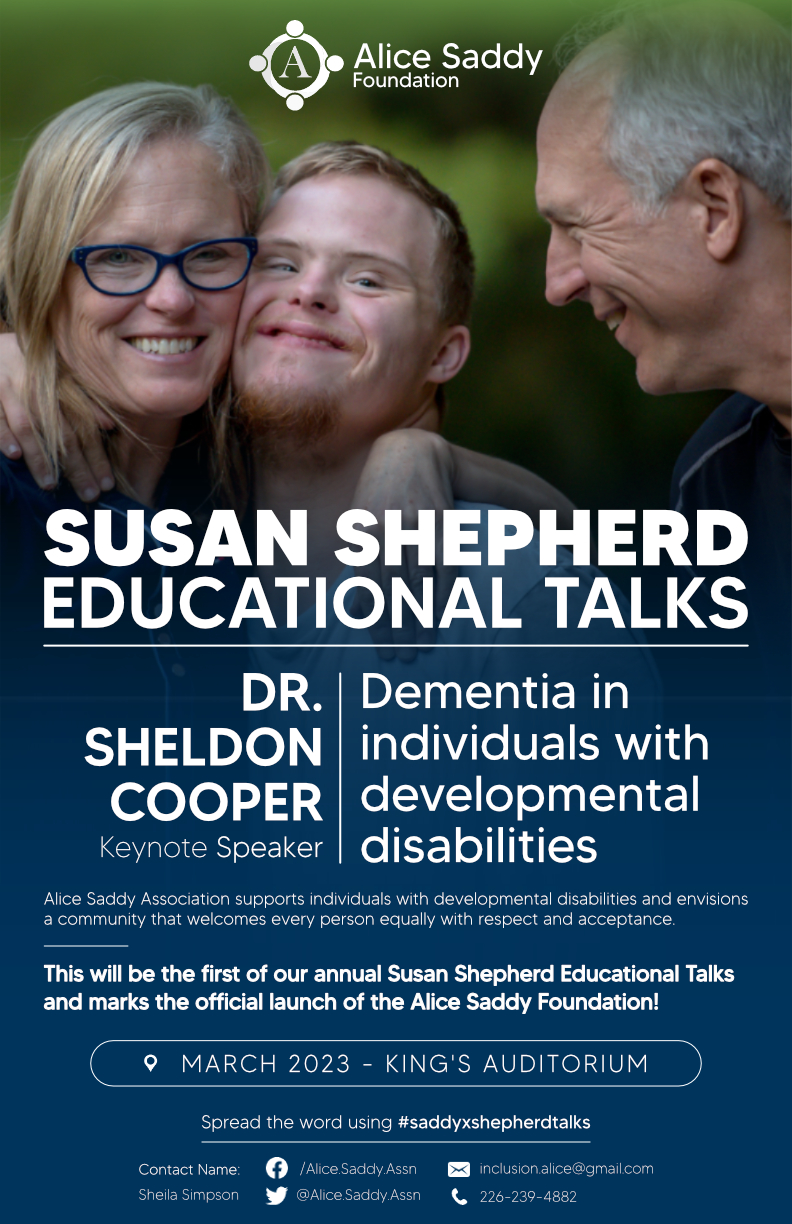 A
Alice Saddy
Foundation
SUSAN SHEPHERD
EDUCATIONAL TALKS
DR.
SHELDON
COOPER
Keynote Speaker
Dementia in
individuals with
developmental
disabilities
Alice Saddy Association supports individuals with developmental disabilities and envisions
a community that welcomes every person equally with respect and acceptance.
This will be the first of our annual Susan Shepherd Educational Talks
and marks the official launch of the Alice Saddy Foundation!
MARCH 2023 - KING'S AUDITORIUM
Spread the word using #saddyxshepherdtalks
Contact Name:
Sheila Simpson
/Alice.Saddy.Assn
@Alice.Saddy.Assn
inclusion.alice@gmail.com
226-239-4882